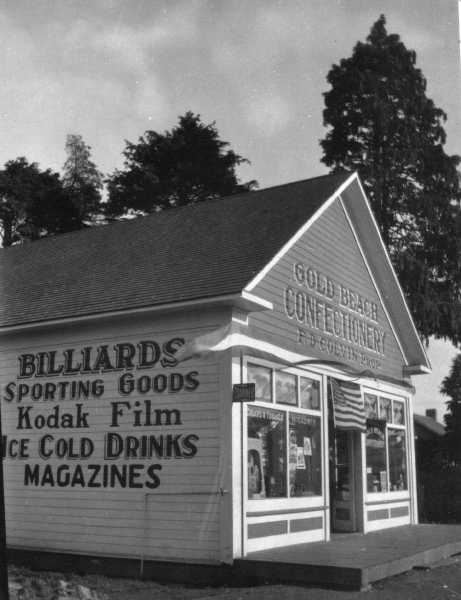 GOLD BEACH
CONFECTIONERY
F. D. COLVIN PROP.
BILLIARDS
SPORTING GOODS
Kodak Film
ICE COLD DRINKS
MAGAZINES